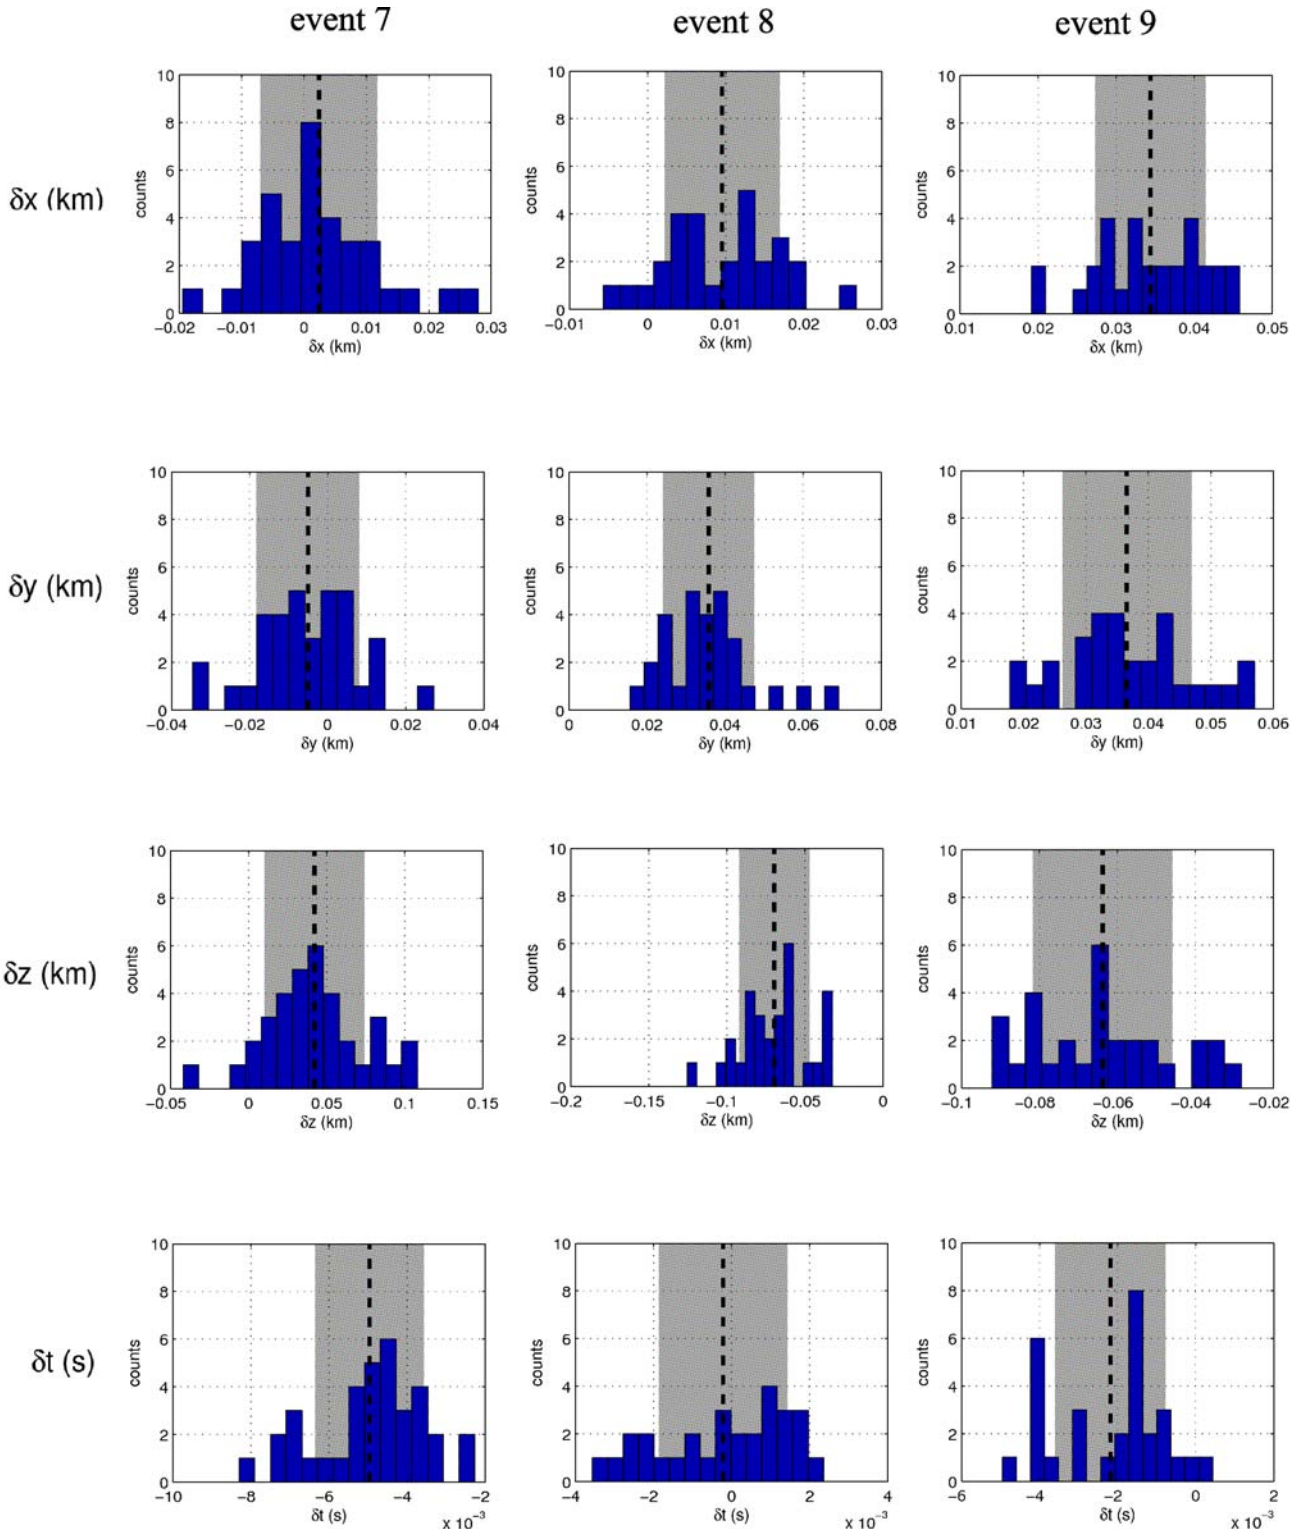 event 7 event 8 event 9
δx (km)
counts
10
8
6
4
2
0
−0.02 −0.01 0 0.01 0.02 0.03
δx (km)
counts
10
8
6
4
2
0
−0.01 0 0.01 0.02 0.03
δx (km)
counts
10
8
6
4
2
0
0.01 0.02 0.03 0.04 0.05
δx (km)
δy (km)
counts
10
8
6
4
2
0
−0.04 −0.02 0 0.02 0.04
δy (km)
counts
10
8
6
4
2
0
0 0.02 0.04 0.06 0.08
δy (km)
counts
10
8
6
4
2
0
0.01 0.02 0.03 0.04 0.05 0.06
δy (km)
δz (km)
counts
10
8
6
4
2
0
−0.05 0 0.05 0.1 0.15
δz (km)
counts
10
8
6
4
2
0
−0.2 −0.15 −0.1 −0.05 0
δz (km)
counts
10
8
6
4
2
0
−0.1 −0.08 −0.06 −0.04 −0.02
δz (km)
δt (s)
counts
10
8
6
4
2
0
−10 −8 −6 −4 −2
δt (s)
x 10⁻³
counts
10
8
6
4
2
0
−4 −2 0 2 4
δt (s)
x 10⁻³
counts
10
8
6
4
2
0
−6 −4 −2 0 2
δt (s)
x 10⁻³